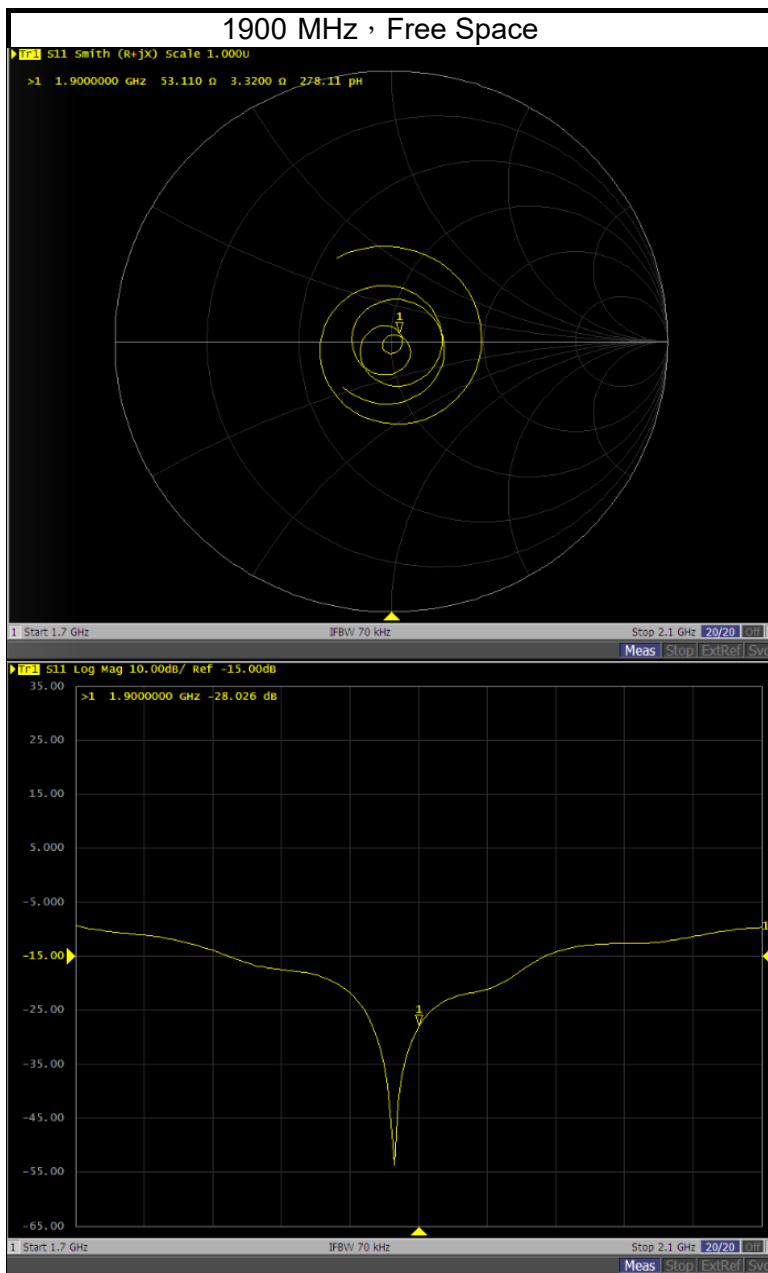 1900 MHz，Free Space
Tr1 S11 Smith (R+jX) Scale 1.000U
>1 1.9000000 GHz 53.110 Ω 3.3200 Ω 278.11 pH
1
1 Start 1.7 GHz IFBW 70 kHz Stop 2.1 GHz 20/20 Off
Meas Stop ExtRef Svc
Tr1 S11 Log Mag 10.00dB/ Ref -15.00dB
35.00
>1 1.9000000 GHz -28.026 dB
25.00
15.00
5.000
-5.000
1
-15.00
1
-25.00
-35.00
-45.00
-55.00
-65.00
1 Start 1.7 GHz IFBW 70 kHz Stop 2.1 GHz 20/20 Off
Meas Stop ExtRef Svc